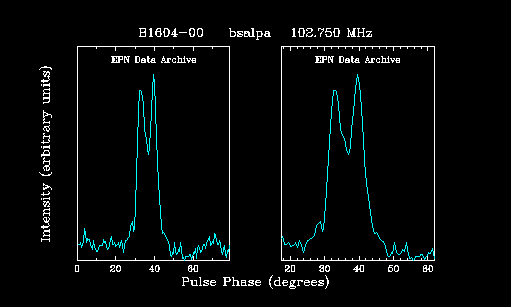 B1604-00 bsalpa 102.750 MHz
EPN Data Archive EPN Data Archive
Intensity (arbitrary units)
0 20 40 60 20 30 40 50 60
Pulse Phase (degrees)